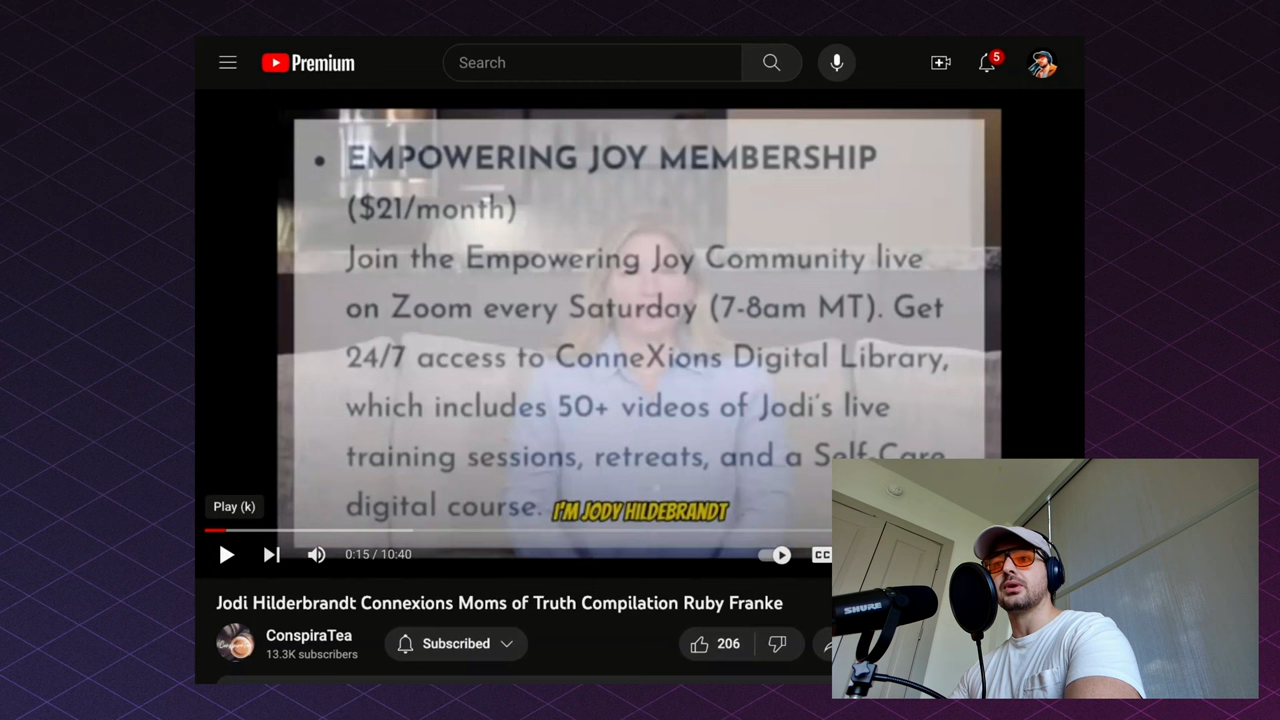 Premium
Search
5
• EMPOWERING JOY MEMBERSHIP
($21/month)
Join the Empowering Joy Community live
on Zoom every Saturday (7-8am MT). Get
24/7 access to ConneXions Digital Library,
which includes 50+ videos of Jodi's live
training sessions, retreats, and a Self-Care
digital course.
I'M JODY HILDEBRANDT
Play (k)
0:15 / 10:40
CC
Jodi Hilderbrandt Connexions Moms of Truth Compilation Ruby Franke
ConspiraTea
13.3K subscribers
Subscribed
206
SHURE